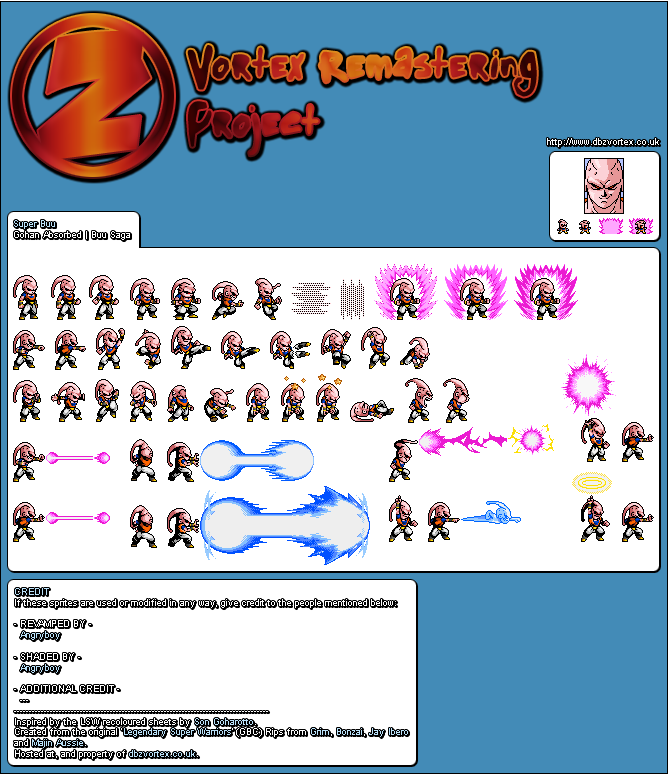 Z
Vortex Remastering
Project
http://www.dbzvortex.co.uk
Super Buu
Gohan Absorbed | Buu Saga
CREDIT
If these sprites are used or modified in any way, give credit to the people mentioned below:
- REVAMPED BY -
Angryboy
- SHADED BY -
Angryboy
- ADDITIONAL CREDIT -
---
Inspired by the LSW recoloured sheets by Son Goharotto.
Created from the original "Legendary Super Warriors" (GBC) Rips from Grim, Bonzai, Jay Ibero
and Majin Aussie.
Hosted at, and property of dbzvortex.co.uk.